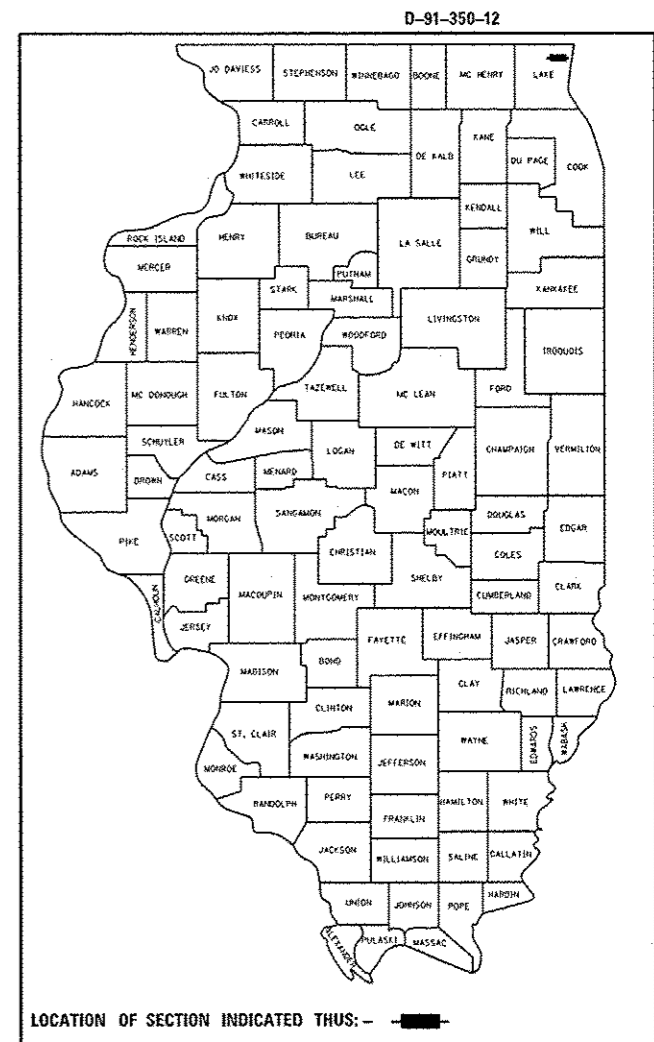 D-91-350-12
JO DAVIESS
STEPHENSON
WINNEBAGO
BOONE
MC HENRY
LAKE
CARROLL
OGLE
DE KALB
KANE
DU PAGE
COOK
WHITESIDE
LEE
KENDALL
WILL
ROCK ISLAND
HENRY
BUREAU
LA SALLE
GRUNDY
MERCER
PUTNAM
KANKAKEE
STARK
MARSHALL
HENDERSON
WARREN
KNOX
PEORIA
WOODFORD
LIVINGSTON
IROQUOIS
HANCOCK
MC DONOUGH
FULTON
TAZEWELL
MC LEAN
FORD
SCHUYLER
MASON
LOGAN
DE WITT
CHAMPAIGN
VERMILION
ADAMS
BROWN
CASS
MENARD
MACON
PIATT
PIKE
SCOTT
MORGAN
SANGAMON
CHRISTIAN
MOULTRIE
DOUGLAS
EDGAR
COLES
CALHOUN
GREENE
MACOUPIN
MONTGOMERY
SHELBY
CUMBERLAND
CLARK
JERSEY
FAYETTE
EFFINGHAM
JASPER
CRAWFORD
MADISON
BOND
CLAY
RICHLAND
LAWRENCE
CLINTON
MARION
ST. CLAIR
WAYNE
EDWARDS
WABASH
MONROE
WASHINGTON
JEFFERSON
RANDOLPH
PERRY
HAMILTON
WHITE
FRANKLIN
JACKSON
WILLIAMSON
SALINE
GALLATIN
UNION
JOHNSON
POPE
HARDIN
ALEXANDER
PULASKI
MASSAC
LOCATION OF SECTION INDICATED THUS: -